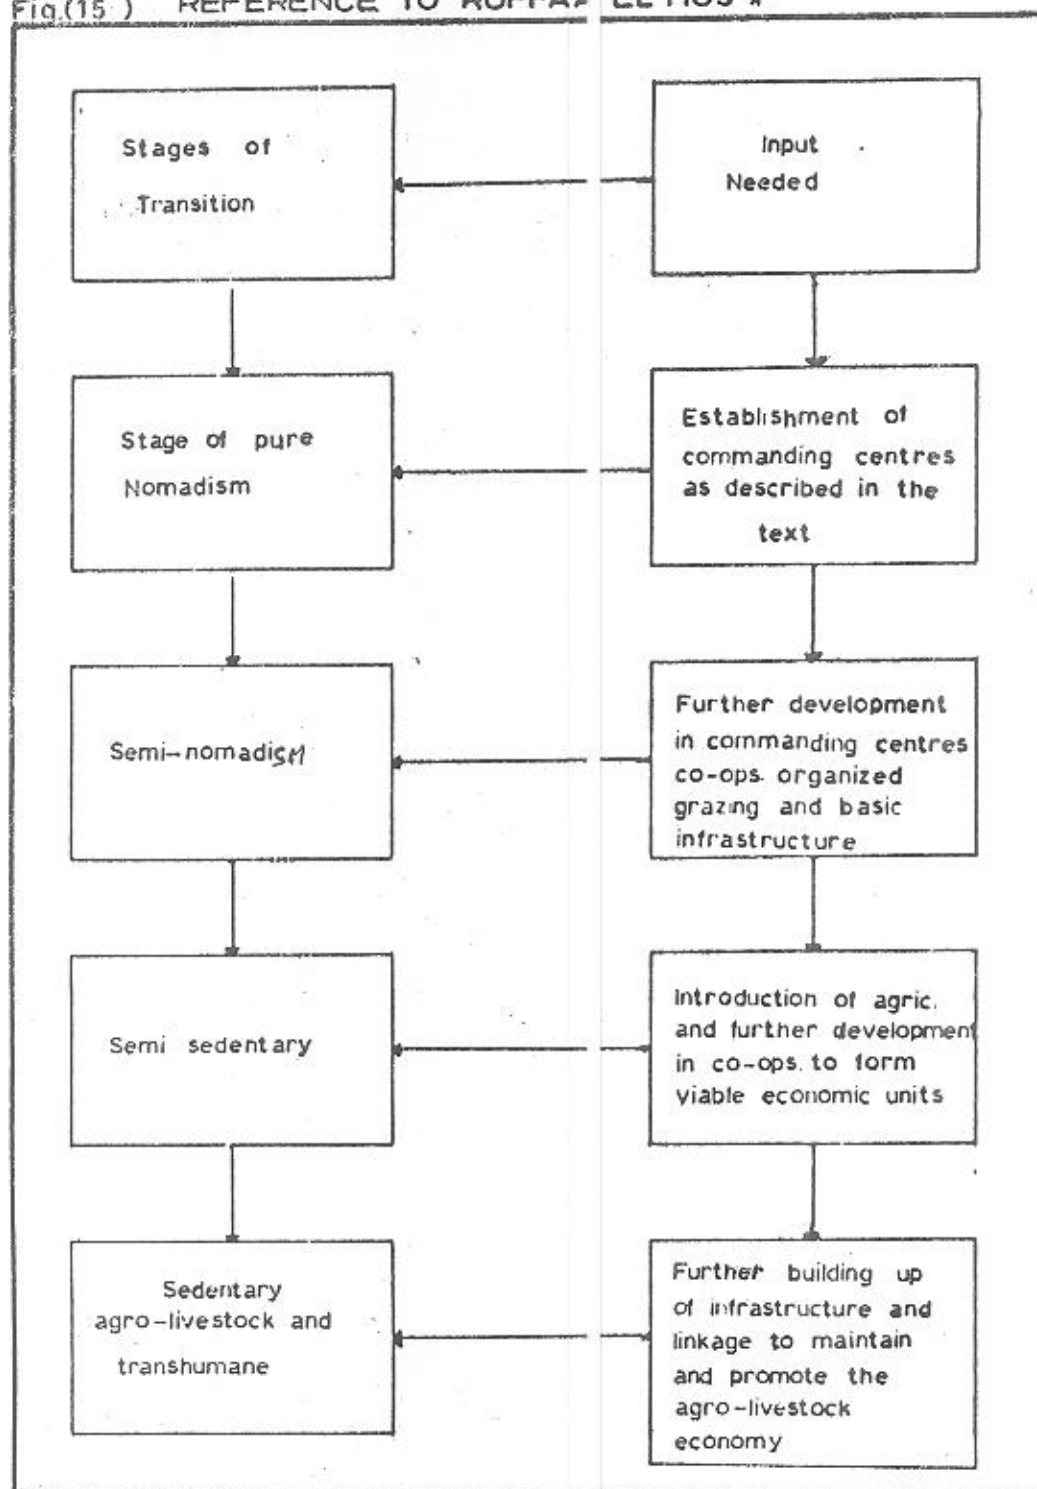 Fig.(15) REFERENCE TO
Stages of
Transition
Input
Needed
Stage of pure
Nomadism
Establishment of
commanding centres
as described in the
text
Semi-nomadism
Further development
in commanding centres
co-ops. organized
grazing and basic
infrastructure
Semi sedentary
Introduction of agric.
and further development
in co-ops. to form
viable economic units
Sedentary
agro-livestock and
transhumane
Further building up
of infrastructure and
linkage to maintain
and promote the
agro-livestock
economy